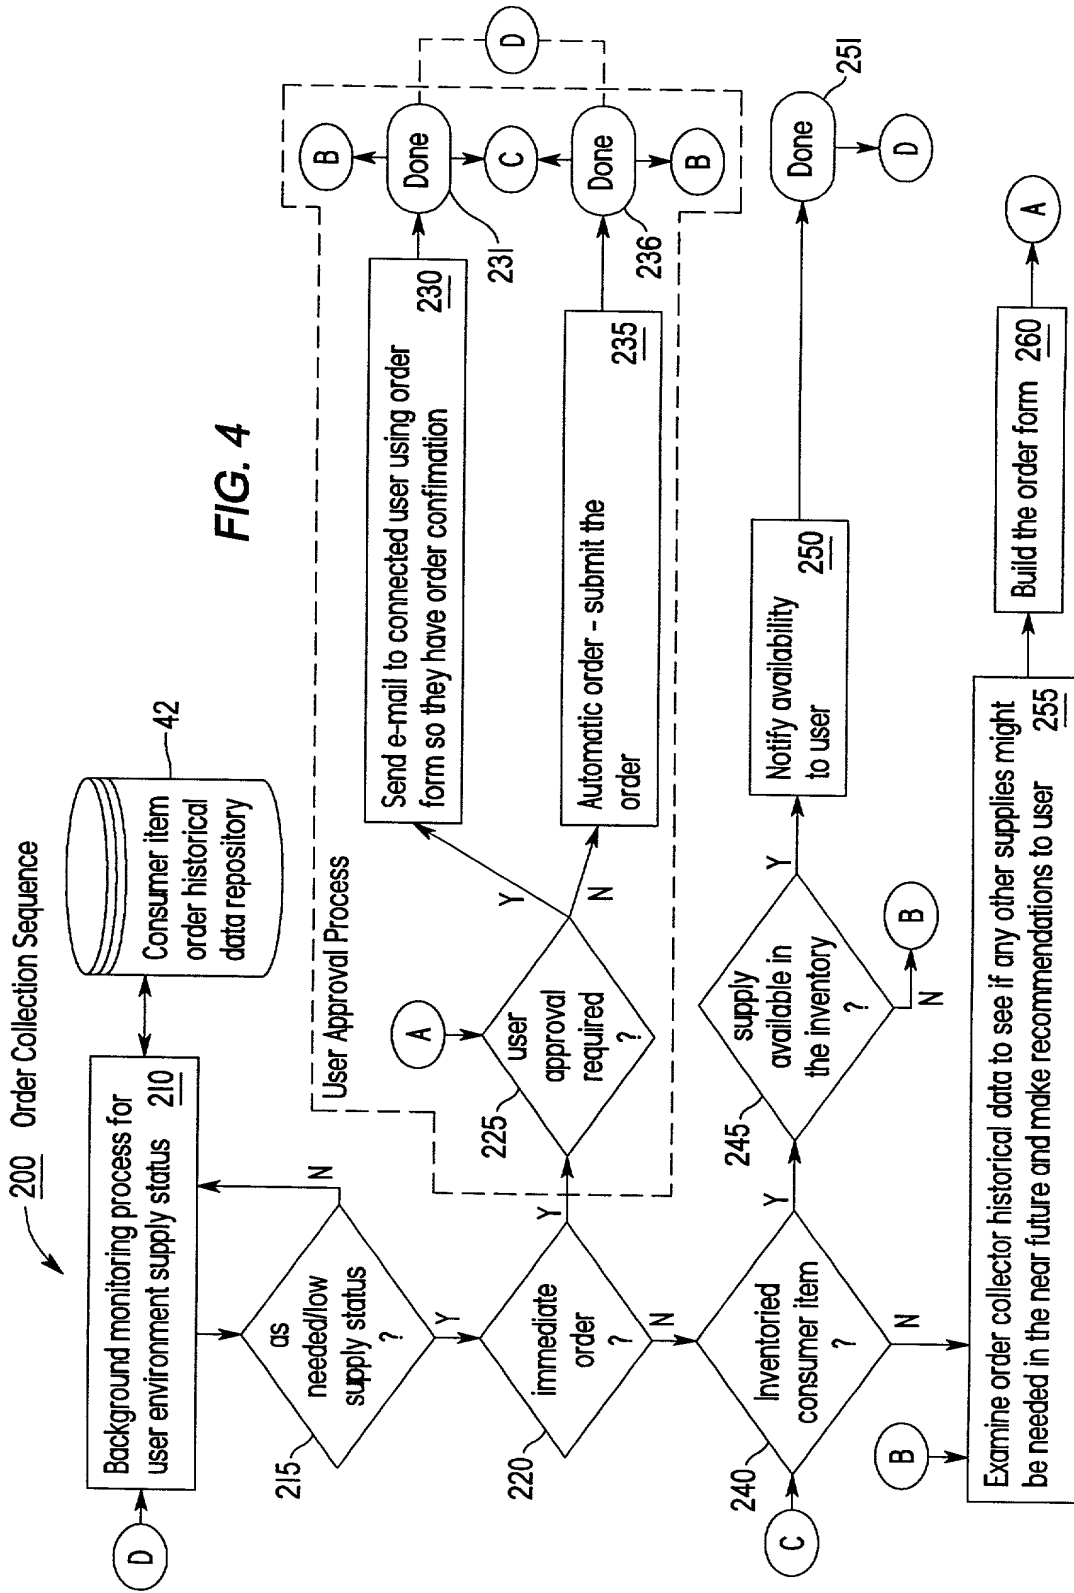 200 Order Collection Sequence
D
Background monitoring process for
user environment supply status 210
Consumer item
order historical
data repository
42
FIG. 4
as
needed/low
supply status
?
215
N
Y
User Approval Process
immediate
order
?
220
Y
N
A
user
approval
required
?
225
Y
N
Send e-mail to connected user using order
form so they have order confimation
230
Done
231
B
C
D
Automatic order - submit the
order
235
Done
236
B
C
Inventoried
consumer item
?
240
Y
N
supply
available in
the inventory
?
245
Y
N
B
Notify availability
to user
250
Done
251
D
B
Examine order collector historical data to see if any other supplies might
be needed in the near future and make recommendations to user 255
Build the order form 260
A